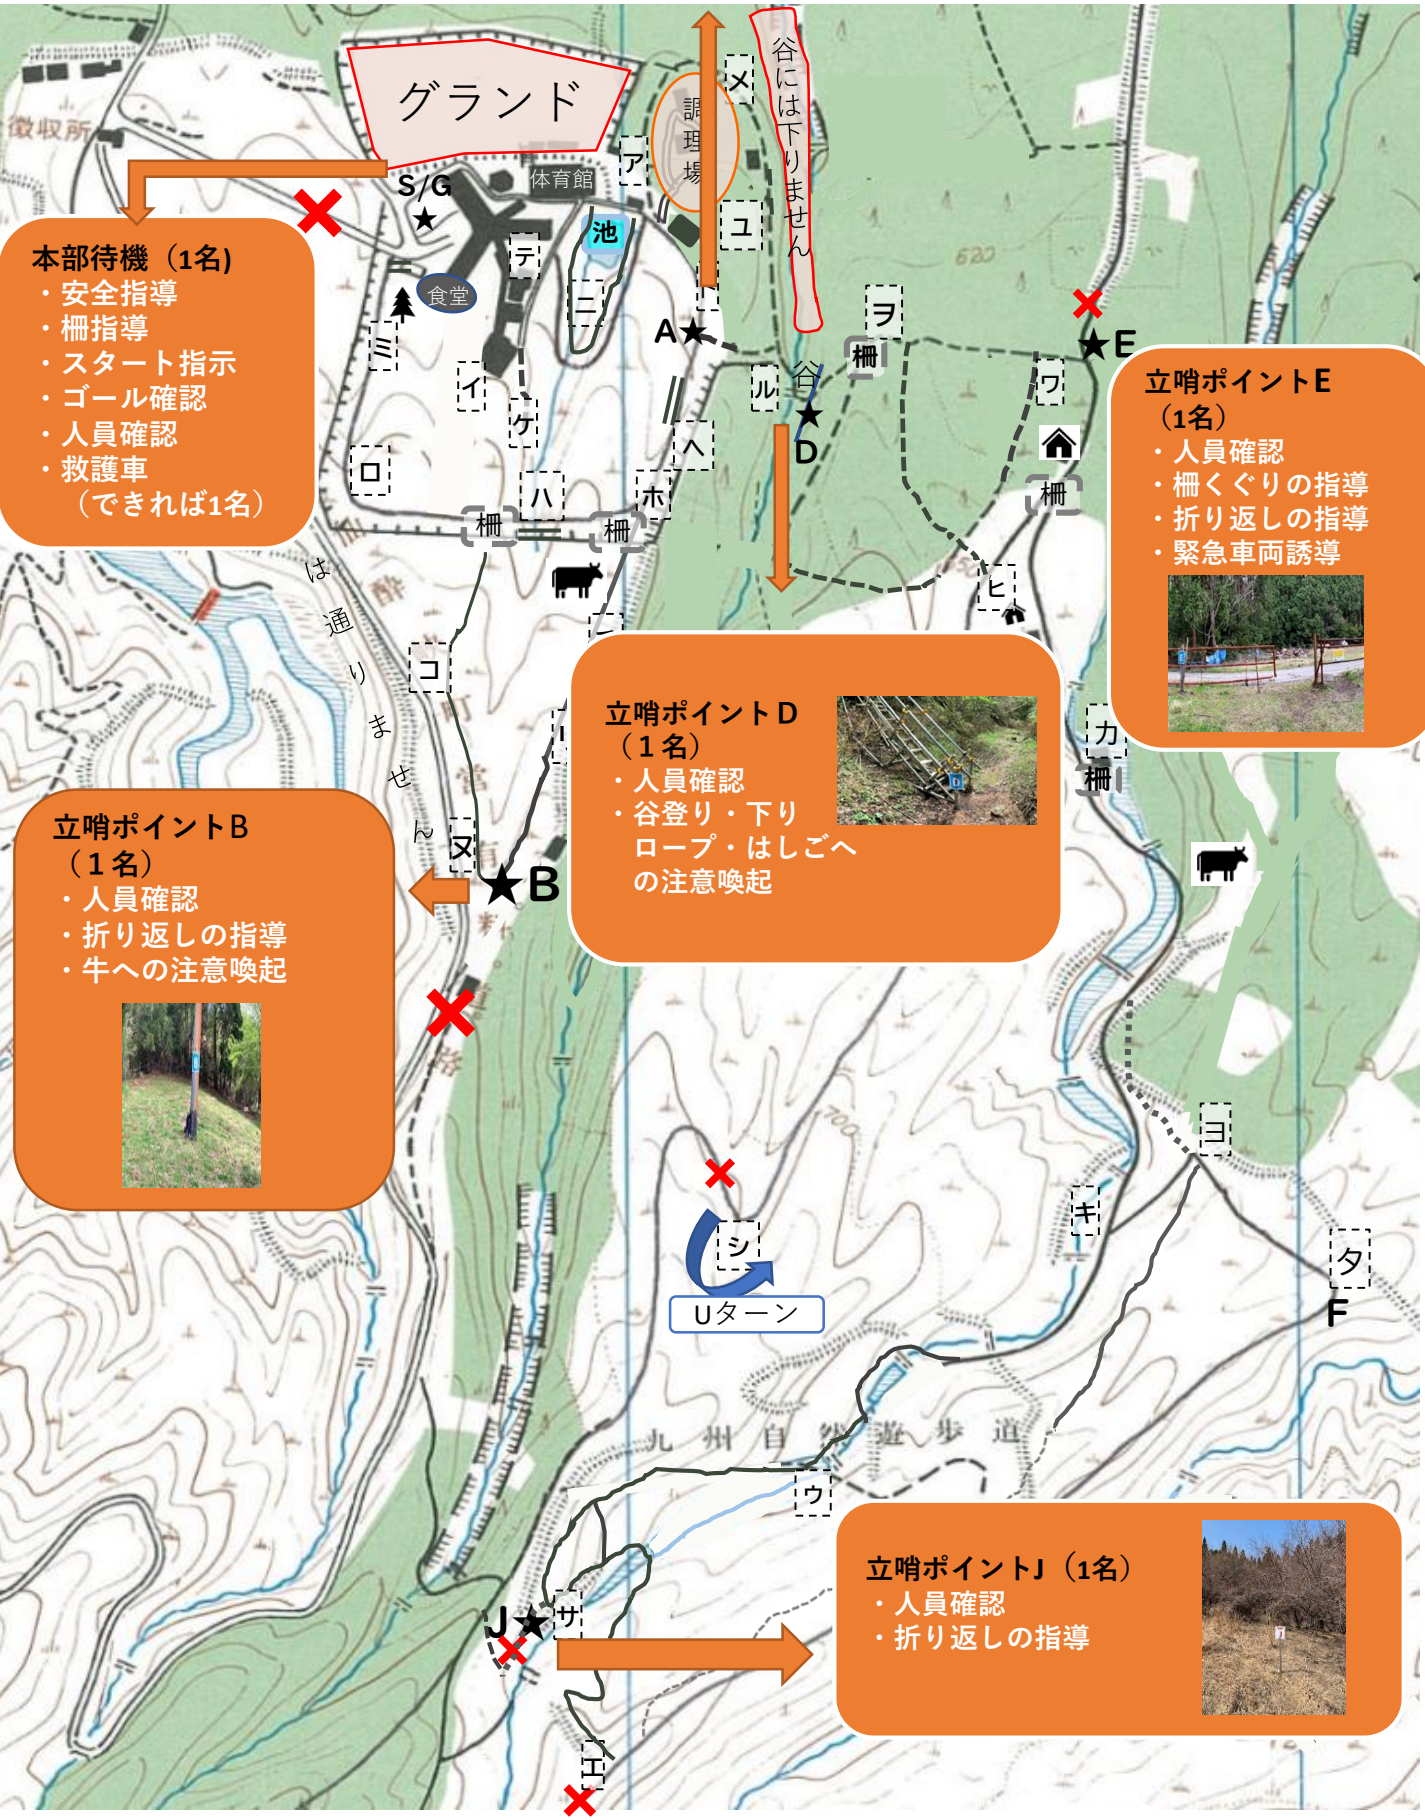 グランド
調理場
谷には下りません
メ
徴収所
ア
体育館
S/G
池
ユ
テ
食堂
ニ
A
ヲ
620
E
柵
ミ
イ
ケ
ル
谷
D
ワ
ヘ
ロ
ハ
ホ
柵
柵
柵
本部待機（1名)
・安全指導
・柵指導
・スタート指示
・ゴール確認
・人員確認
・救護車
（できれば1名）
立哨ポイントE
（1名）
・人員確認
・柵くぐりの指導
・折り返しの指導
・緊急車両誘導
は通りません
ヒ
コ
カ
柵
立哨ポイントD
（１名）
・人員確認
・谷登り・下り
ロープ・はしごへ
の注意喚起
D
ヌ
B
立哨ポイントB
（１名）
・人員確認
・折り返しの指導
・牛への注意喚起
700
ヨ
キ
シ
Uターン
タ
F
九州自然遊歩道
ウ
サ
J
立哨ポイントJ（1名）
・人員確認
・折り返しの指導
エ